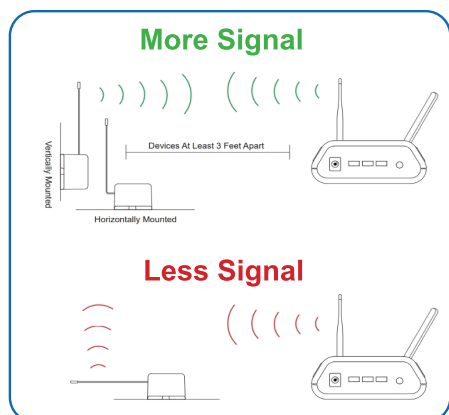 More Signal
Devices At Least 3 Feet Apart
Vertically Mounted
Horizontally Mounted
Less Signal